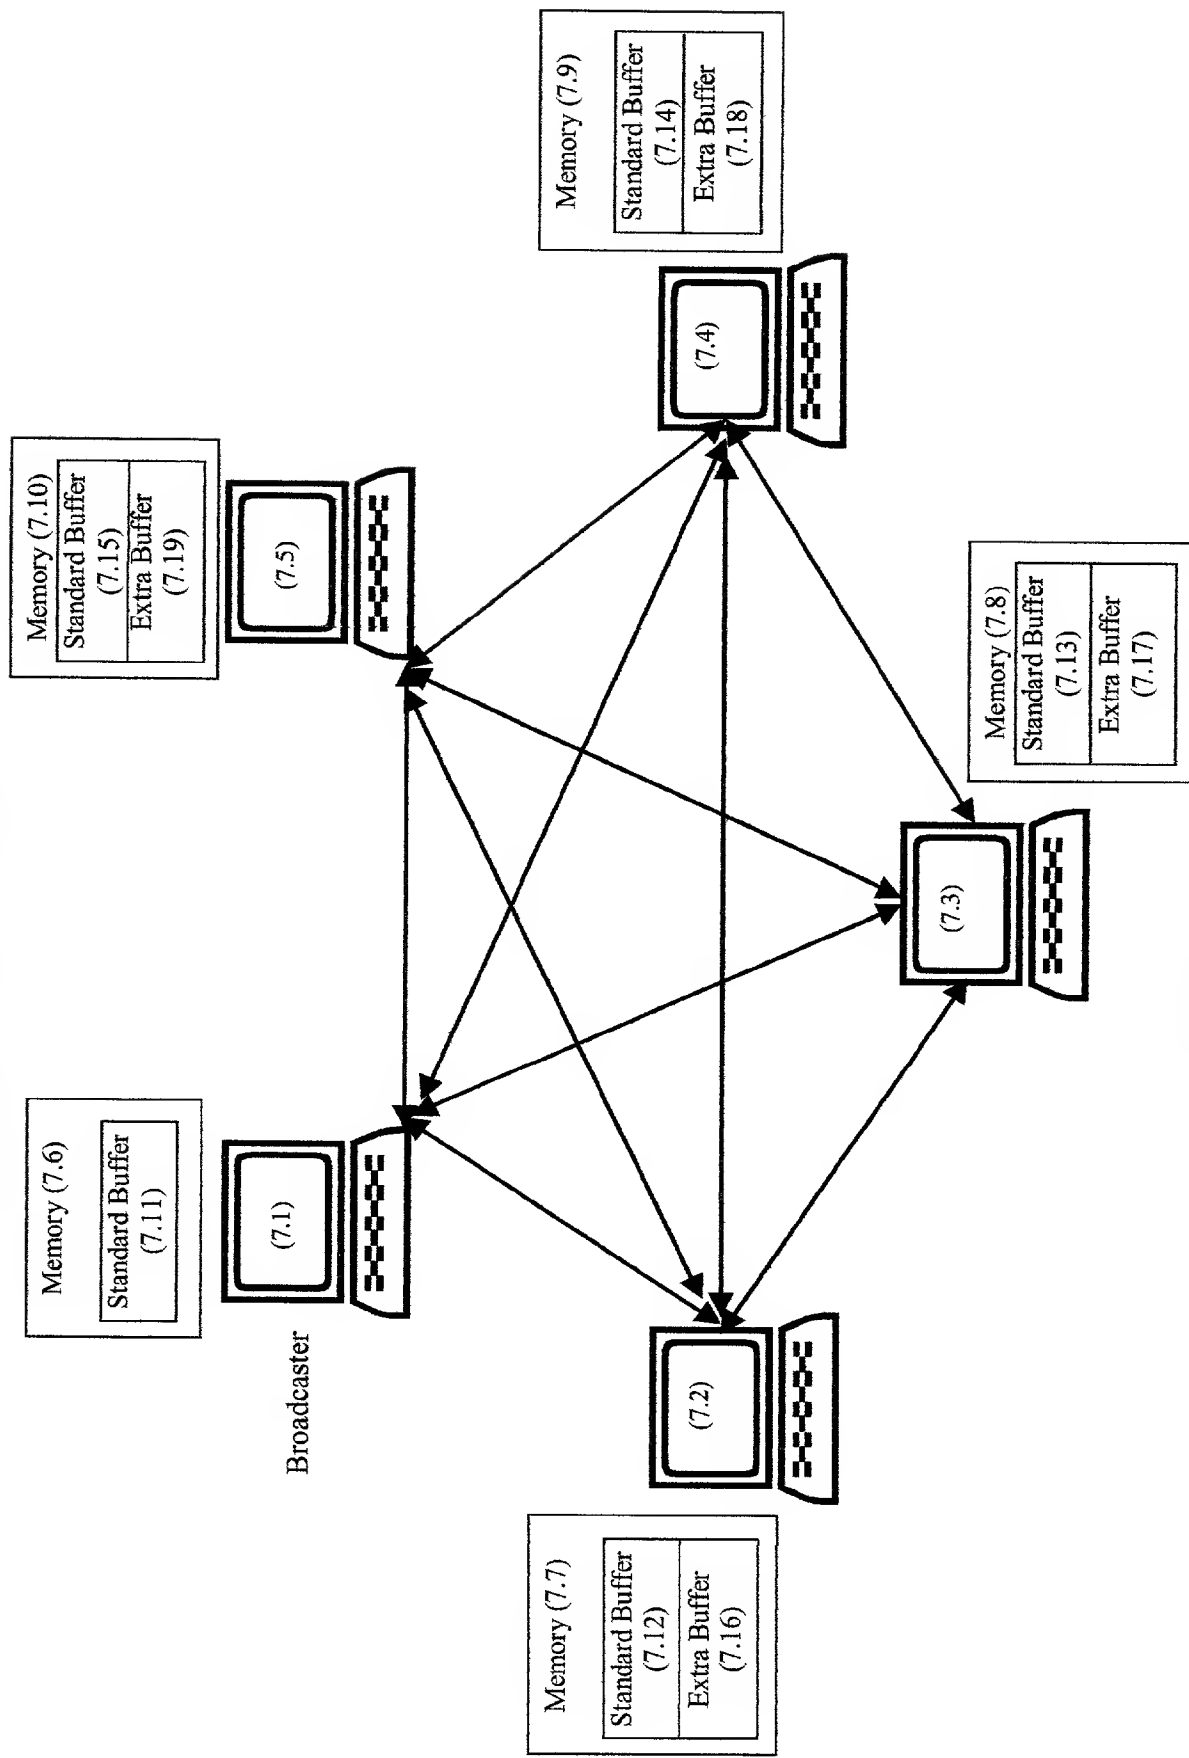 Memory (7.7)
Standard Buffer
(7.12)
Extra Buffer
(7.16)
Broadcaster
Memory (7.6)
Standard Buffer
(7.11)
(7.1)
(7.2)
Memory (7.10)
Standard Buffer
(7.15)
Extra Buffer
(7.19)
(7.5)
(7.3)
Memory (7.8)
Standard Buffer
(7.13)
Extra Buffer
(7.17)
Memory (7.9)
Standard Buffer
(7.14)
Extra Buffer
(7.18)
(7.4)